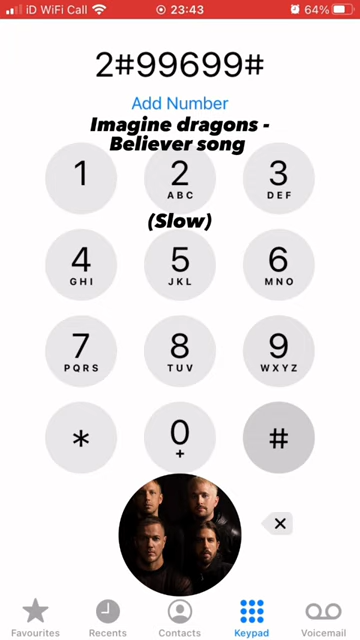 iD WiFi Call 23:43 64%
2#99699#
Add Number
Imagine dragons -
Believer song
1 2 3
ABC DEF
(Slow)
4 5 6
GHI JKL MNO
7 8 9
PQRS TUV WXYZ
* 0 #
+
Favourites Recents Contacts Keypad Voicemail